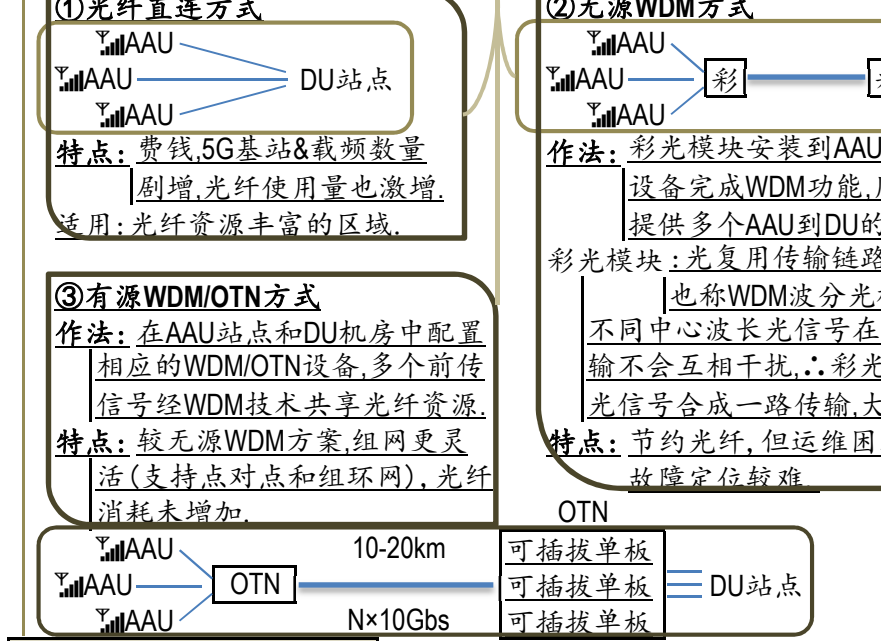 ①光纤直连方式
AAU
AAU
DU站点
AAU
特点:费钱,5G基站&载频数量
剧增,光纤使用量也激增.
适用:光纤资源丰富的区域.
②无源WDM方式
AAU
AAU
彩
AAU
作法:彩光模块安装到AAU
设备完成WDM功能,
提供多个AAU到DU的
彩光模块:光复用传输链路
也称WDM波分光
不同中心波长光信号在
输不会互相干扰,∴彩光
光信号合成一路传输,大
特点:节约光纤,但运维困
故障定位较难.
③有源WDM/OTN方式
作法:在AAU站点和DU机房中配置
相应的WDM/OTN设备,多个前传
信号经WDM技术共享光纤资源.
特点:较无源WDM方案,组网更灵
活(支持点对点和组环网),光纤
消耗未增加.
OTN
AAU
10-20km
可插拔单板
AAU
OTN
可插拔单板
DU站点
AAU
N×10Gbs
可插拔单板